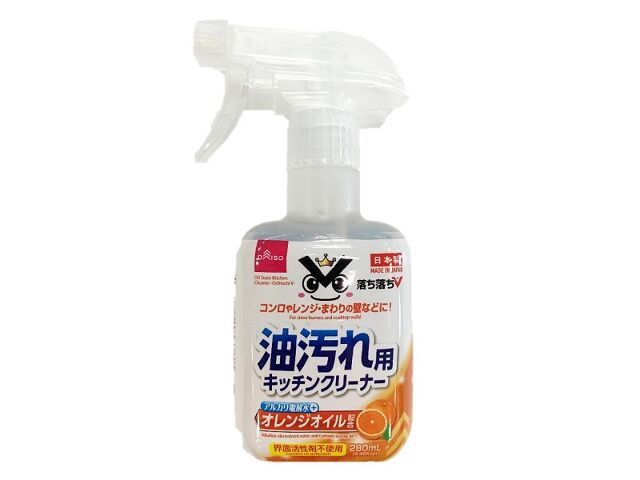 DAISO
Oil Stain Kitchen
Cleaner -Ochiochi V-
日本製
MADE IN JAPAN
落ち落ちV
コンロやレンジ・まわりの壁などに!
For stove burners and cooktop walls!
油汚れ用
キッチンクリーナー
アルカリ電解水+
オレンジオイル配合
Alkaline electrolyzed water and Contains orange oil
界面活性剤不使用
280mL